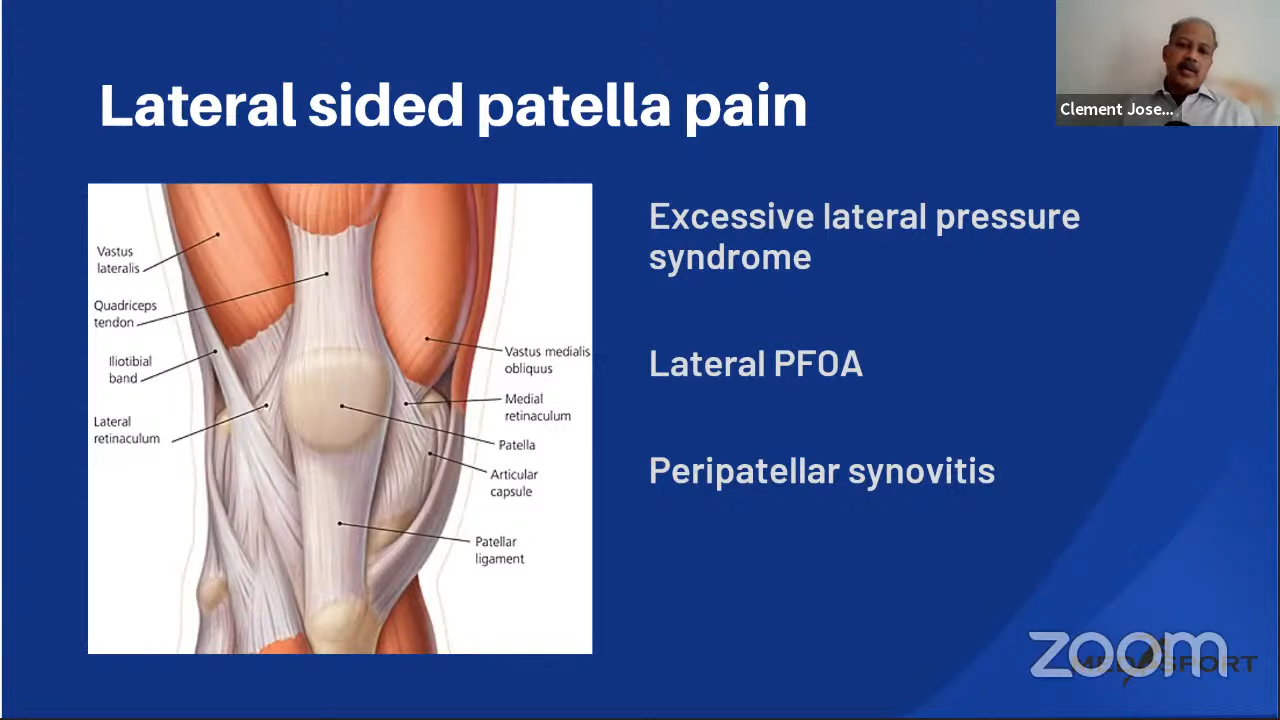 Lateral sided patella pain
Clement Jose...
Vastus
lateralis
Quadriceps
tendon
Iliotibial
band
Lateral
retinaculum
Vastus medialis
obliquus
Medial
retinaculum
Patella
Articular
capsule
Patellar
ligament
Excessive lateral pressure
syndrome
Lateral PFOA
Peripatellar synovitis
zoom